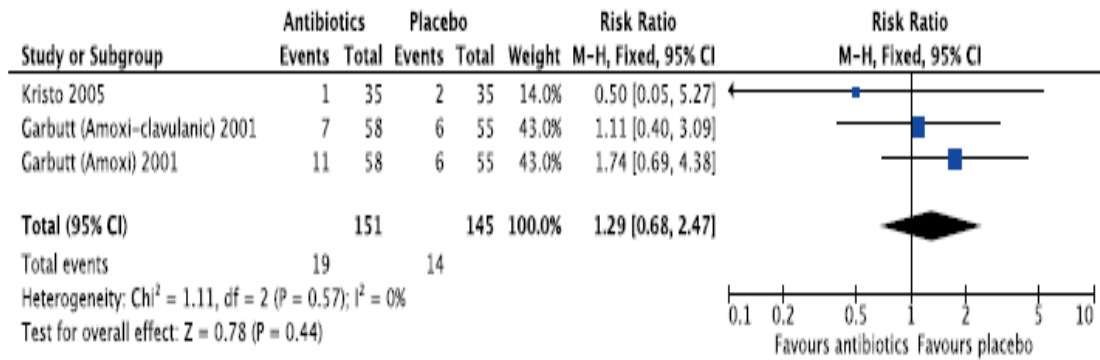 Antibiotics Placebo Risk Ratio Risk Ratio
Study or Subgroup Events Total Events Total Weight M-H, Fixed, 95% CI M-H, Fixed, 95% CI
Kristo 2005 1 35 2 35 14.0% 0.50 [0.05, 5.27]
Garbutt (Amoxi-clavulanic) 2001 7 58 6 55 43.0% 1.11 [0.40, 3.09]
Garbutt (Amoxi) 2001 11 58 6 55 43.0% 1.74 [0.69, 4.38]
Total (95% CI) 151 145 100.0% 1.29 [0.68, 2.47]
Total events 19 14
Heterogeneity: Chi² = 1.11, df = 2 (P = 0.57); I² = 0%
Test for overall effect: Z = 0.78 (P = 0.44)
0.1 0.2 0.5 1 2 5 10
Favours antibiotics Favours placebo